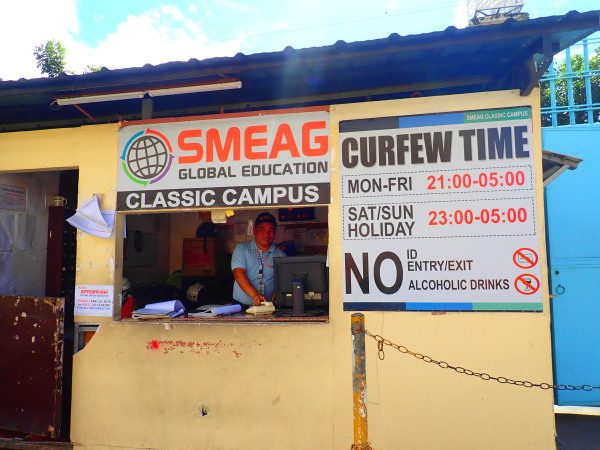 SMEAG
GLOBAL EDUCATION
CLASSIC CAMPUS
SMEAG CLASSIC CAMPUS
CURFEW TIME
MON-FRI 21:00-05:00
SAT/SUN
HOLIDAY 23:00-05:00
NO ID
ENTRY/EXIT
ALCOHOLIC DRINKS